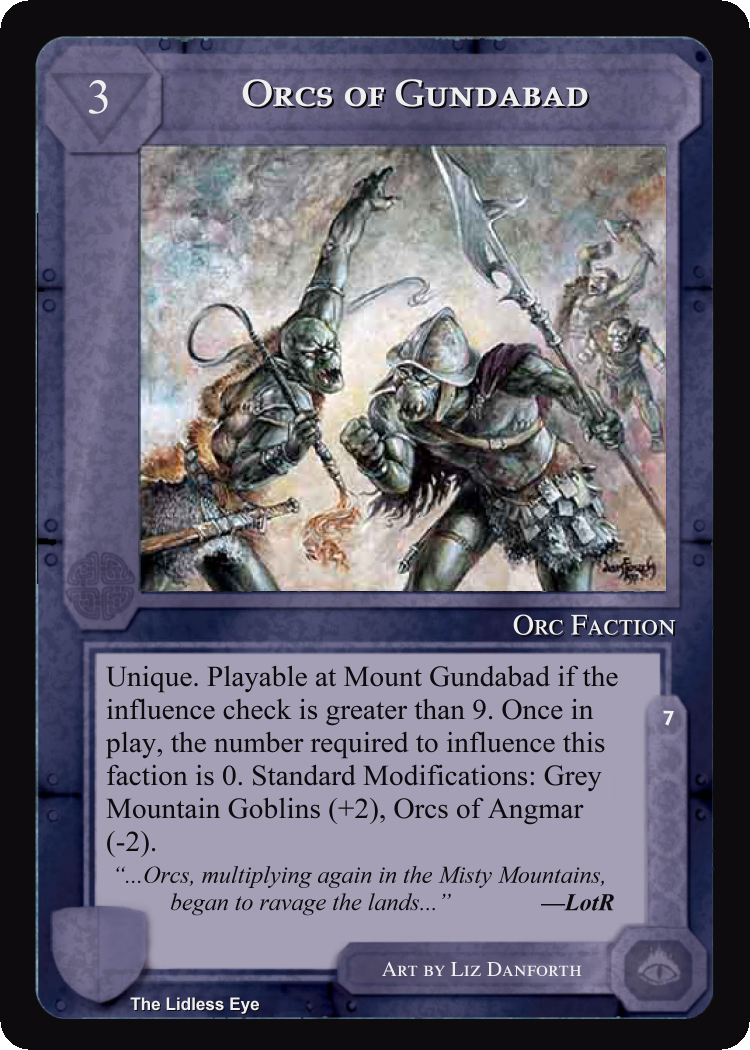 3
Orcs of Gundabad
Orc Faction
Unique. Playable at Mount Gundabad if the
influence check is greater than 9. Once in
play, the number required to influence this
faction is 0. Standard Modifications: Grey
Mountain Goblins (+2), Orcs of Angmar
(-2).
7
“...Orcs, multiplying again in the Misty Mountains,
began to ravage the lands...” —LotR
Art by Liz Danforth
The Lidless Eye